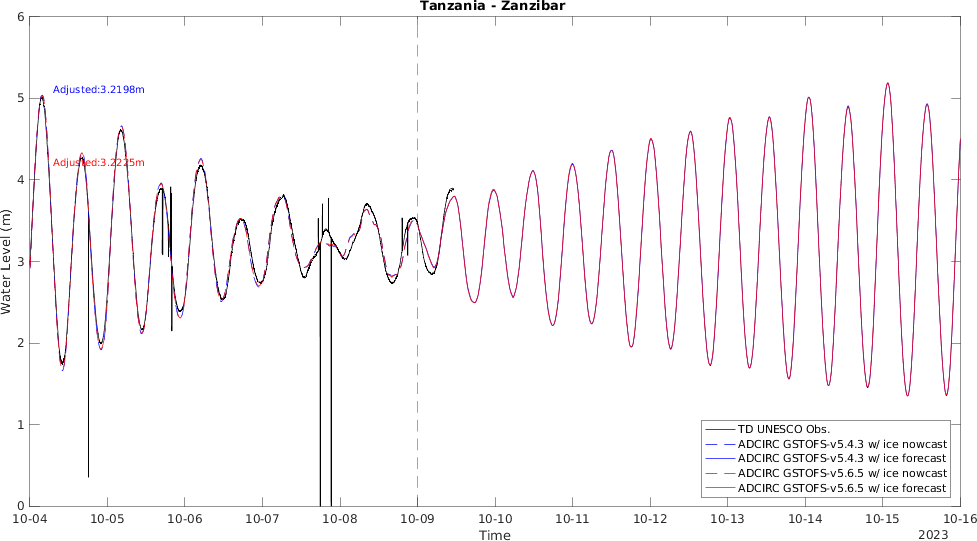 Tanzania - Zanzibar
Water Level (m)
6
5
4
3
2
1
0
Adjusted:3.2198m
Adjusted:3.2225m
TD UNESCO Obs.
ADCIRC GSTOFS-v5.4.3 w/ ice nowcast
ADCIRC GSTOFS-v5.4.3 w/ ice forecast
ADCIRC GSTOFS-v5.6.5 w/ ice nowcast
ADCIRC GSTOFS-v5.6.5 w/ ice forecast
10-04 10-05 10-06 10-07 10-08 10-09 10-10 10-11 10-12 10-13 10-14 10-15 10-16
Time
2023